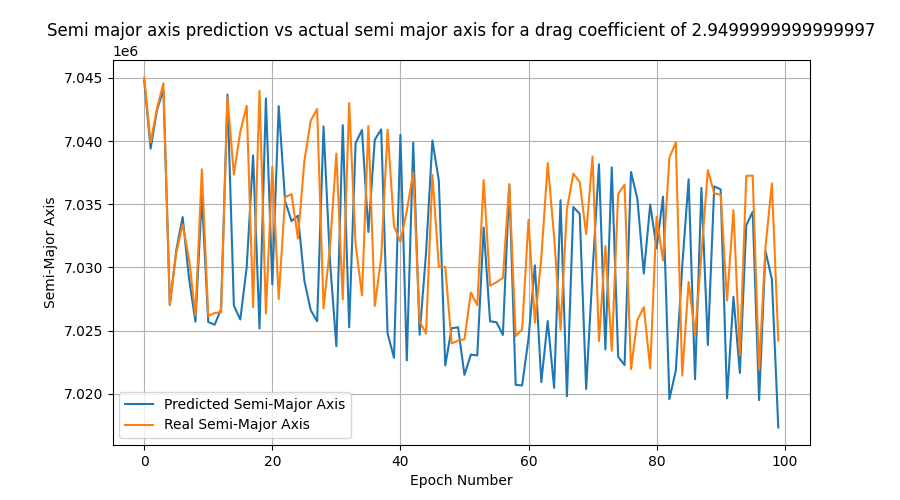 Semi major axis prediction vs actual semi major axis for a drag coefficient of 2.9499999999999997
1e6
7.045
7.040
7.035
7.030
7.025
7.020
Semi-Major Axis
Predicted Semi-Major Axis
Real Semi-Major Axis
0 20 40 60 80 100
Epoch Number